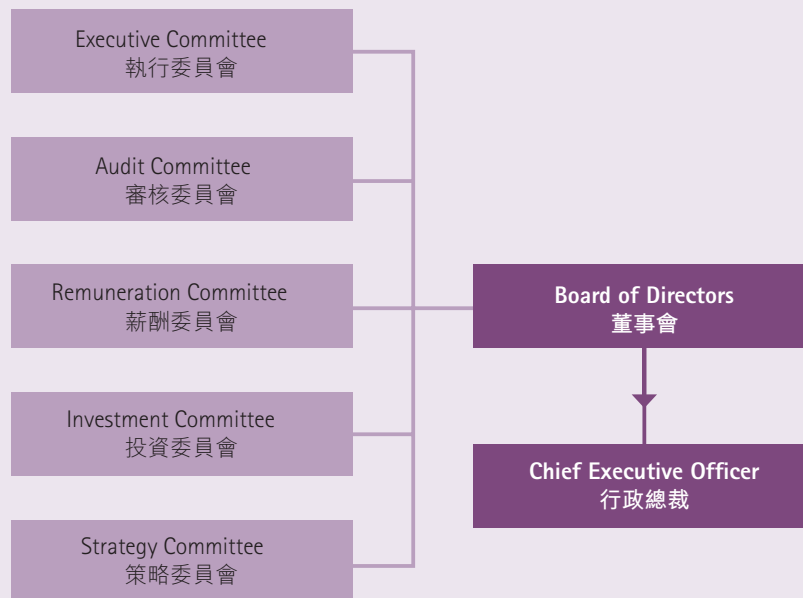 Executive Committee
執行委員會
Audit Committee
審核委員會
Remuneration Committee
薪酬委員會
Investment Committee
投資委員會
Strategy Committee
策略委員會
Board of Directors
董事會
Chief Executive Officer
行政總裁